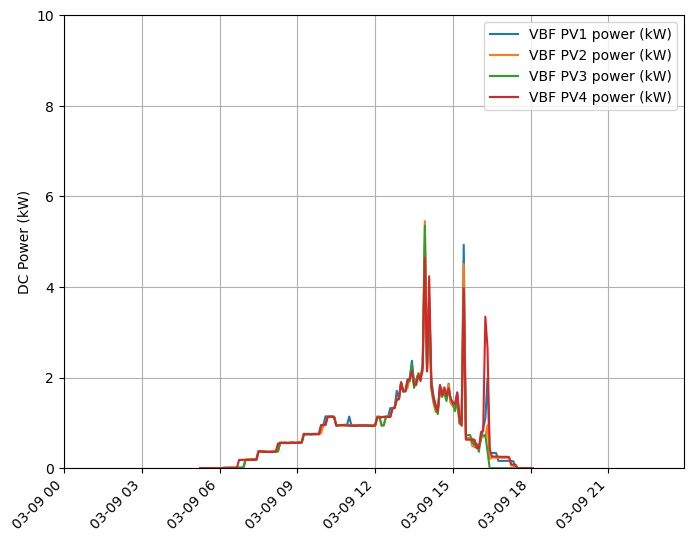 10
8
6
4
2
0
DC Power (kW)
VBF PV1 power (kW)
VBF PV2 power (kW)
VBF PV3 power (kW)
VBF PV4 power (kW)
03-09 00
03-09 03
03-09 06
03-09 09
03-09 12
03-09 15
03-09 18
03-09 21